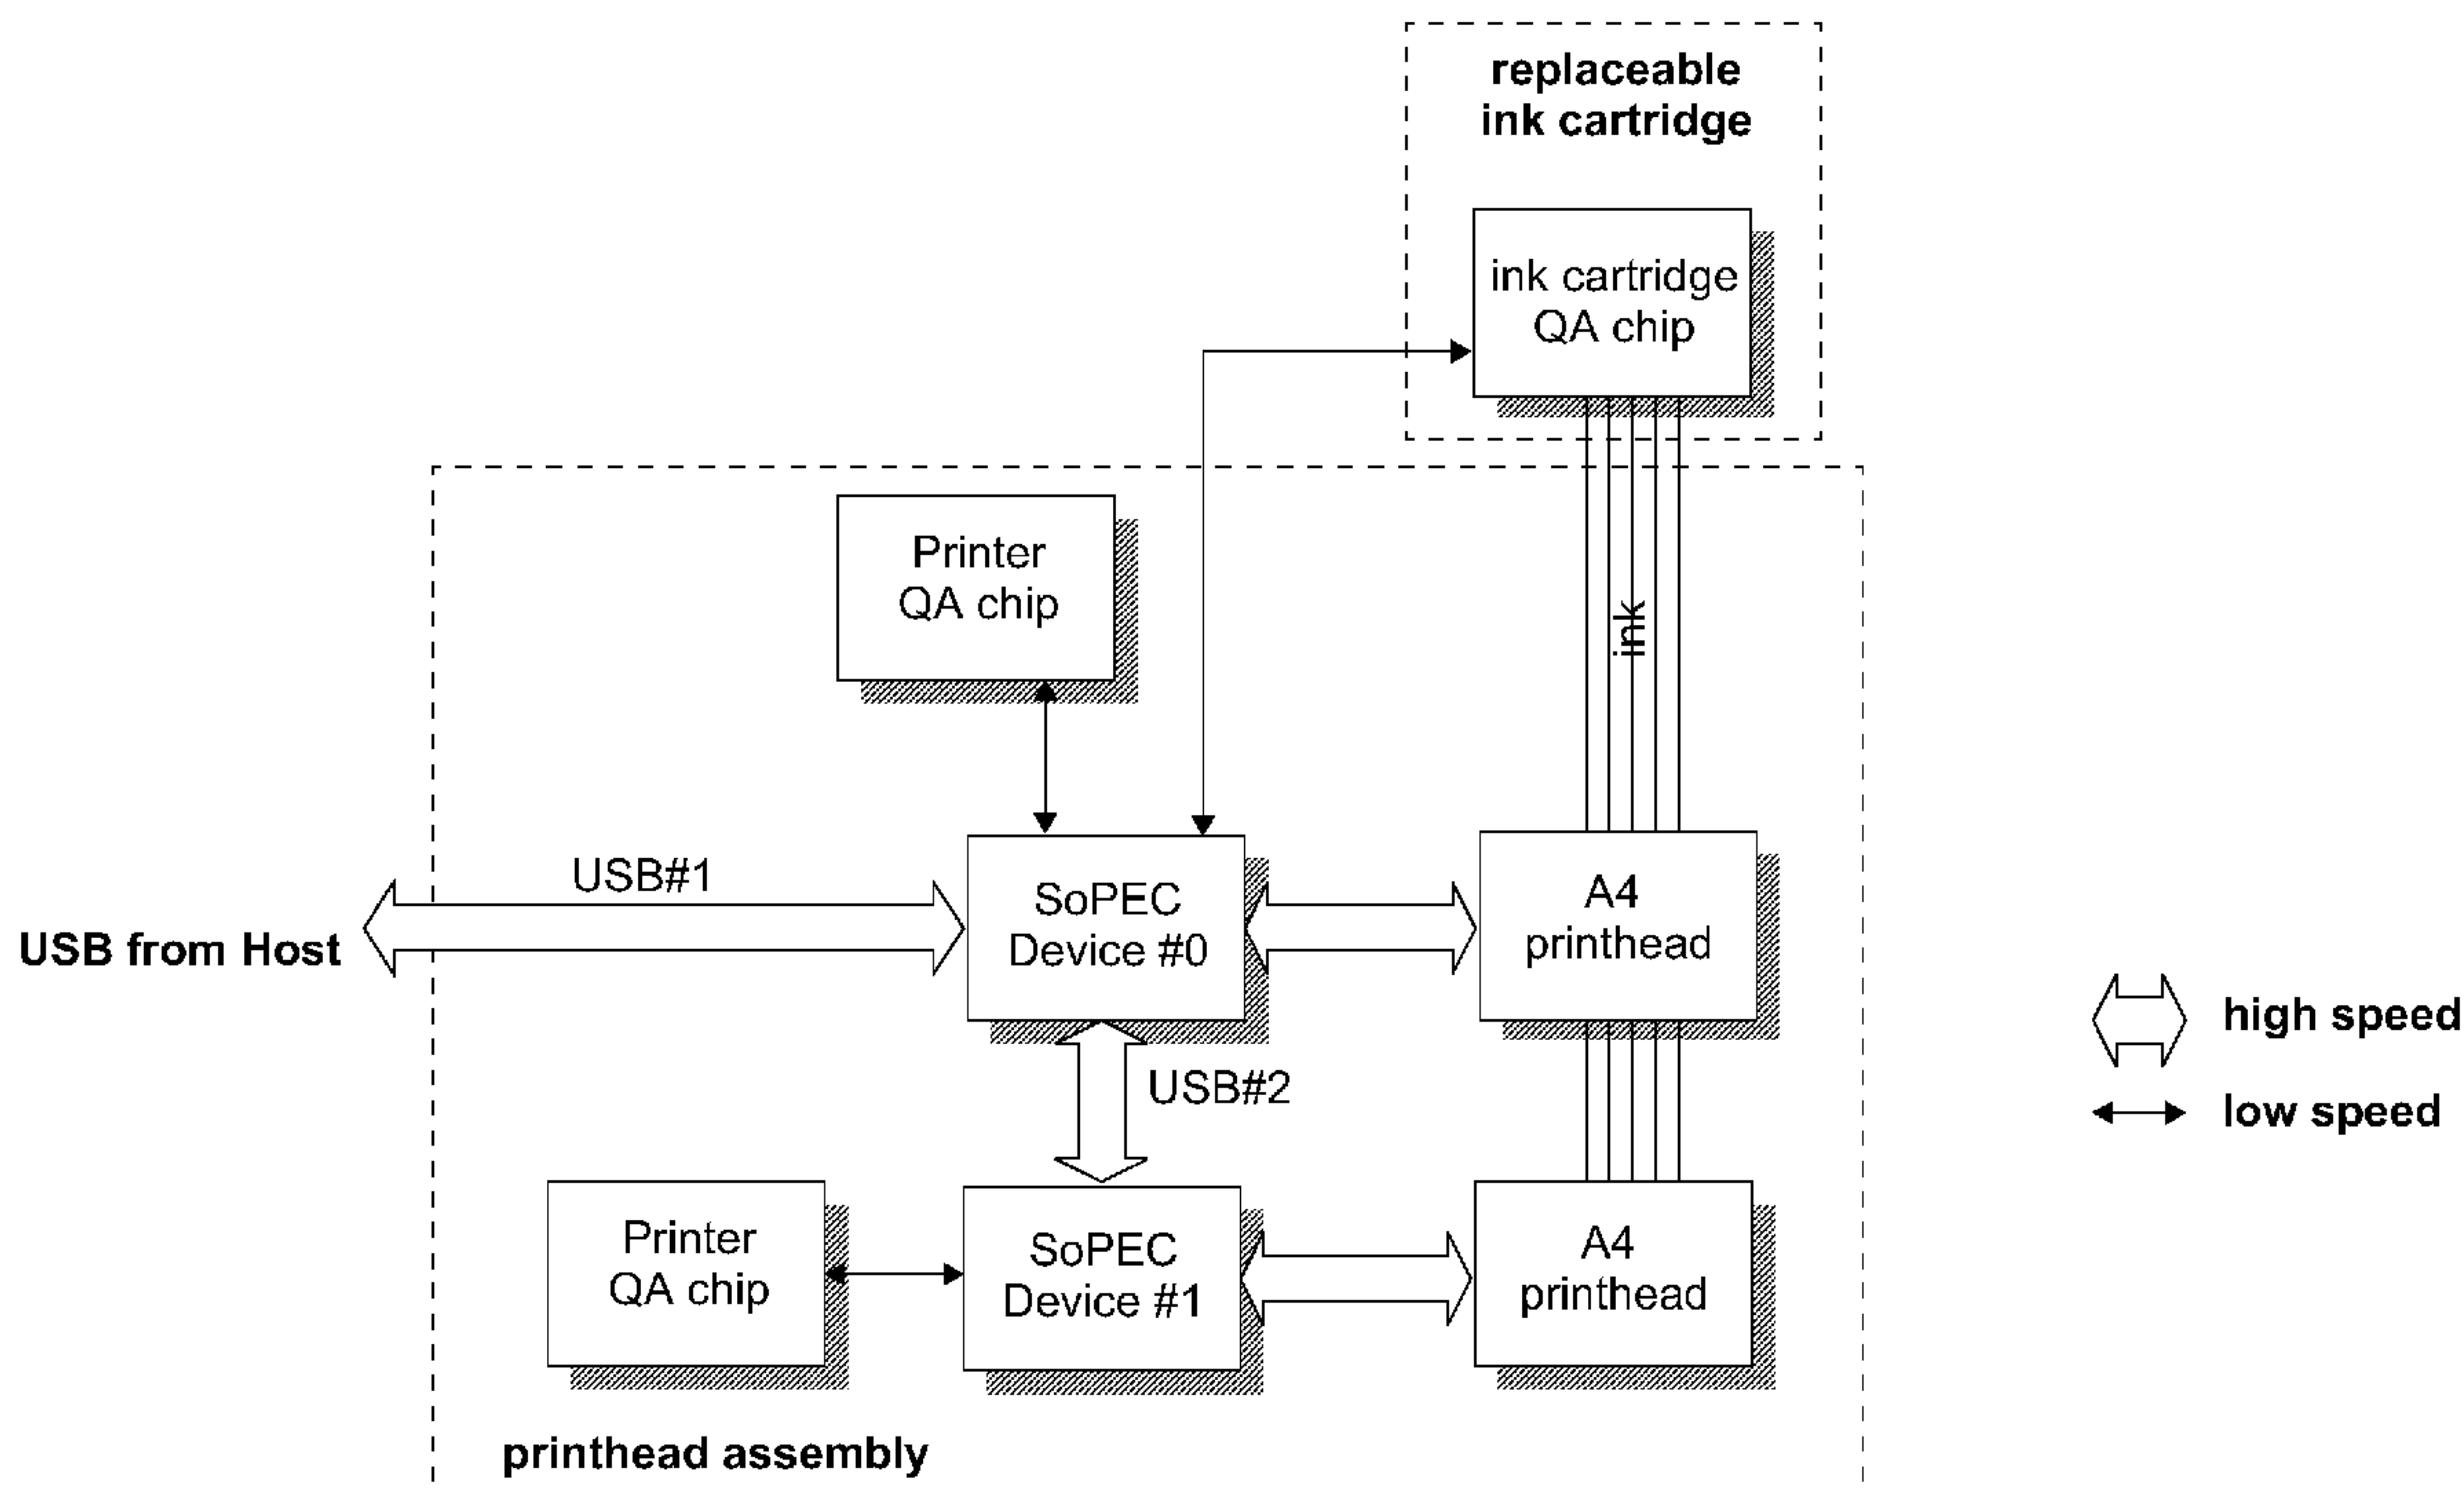 replaceable
ink cartridge
ink cartridge
QA chip
Printer
QA chip
ink
USB#1
USB from Host
SoPEC
Device #0
A4
printhead
high speed
USB#2
low speed
Printer
QA chip
SoPEC
Device #1
A4
printhead
printhead assembly